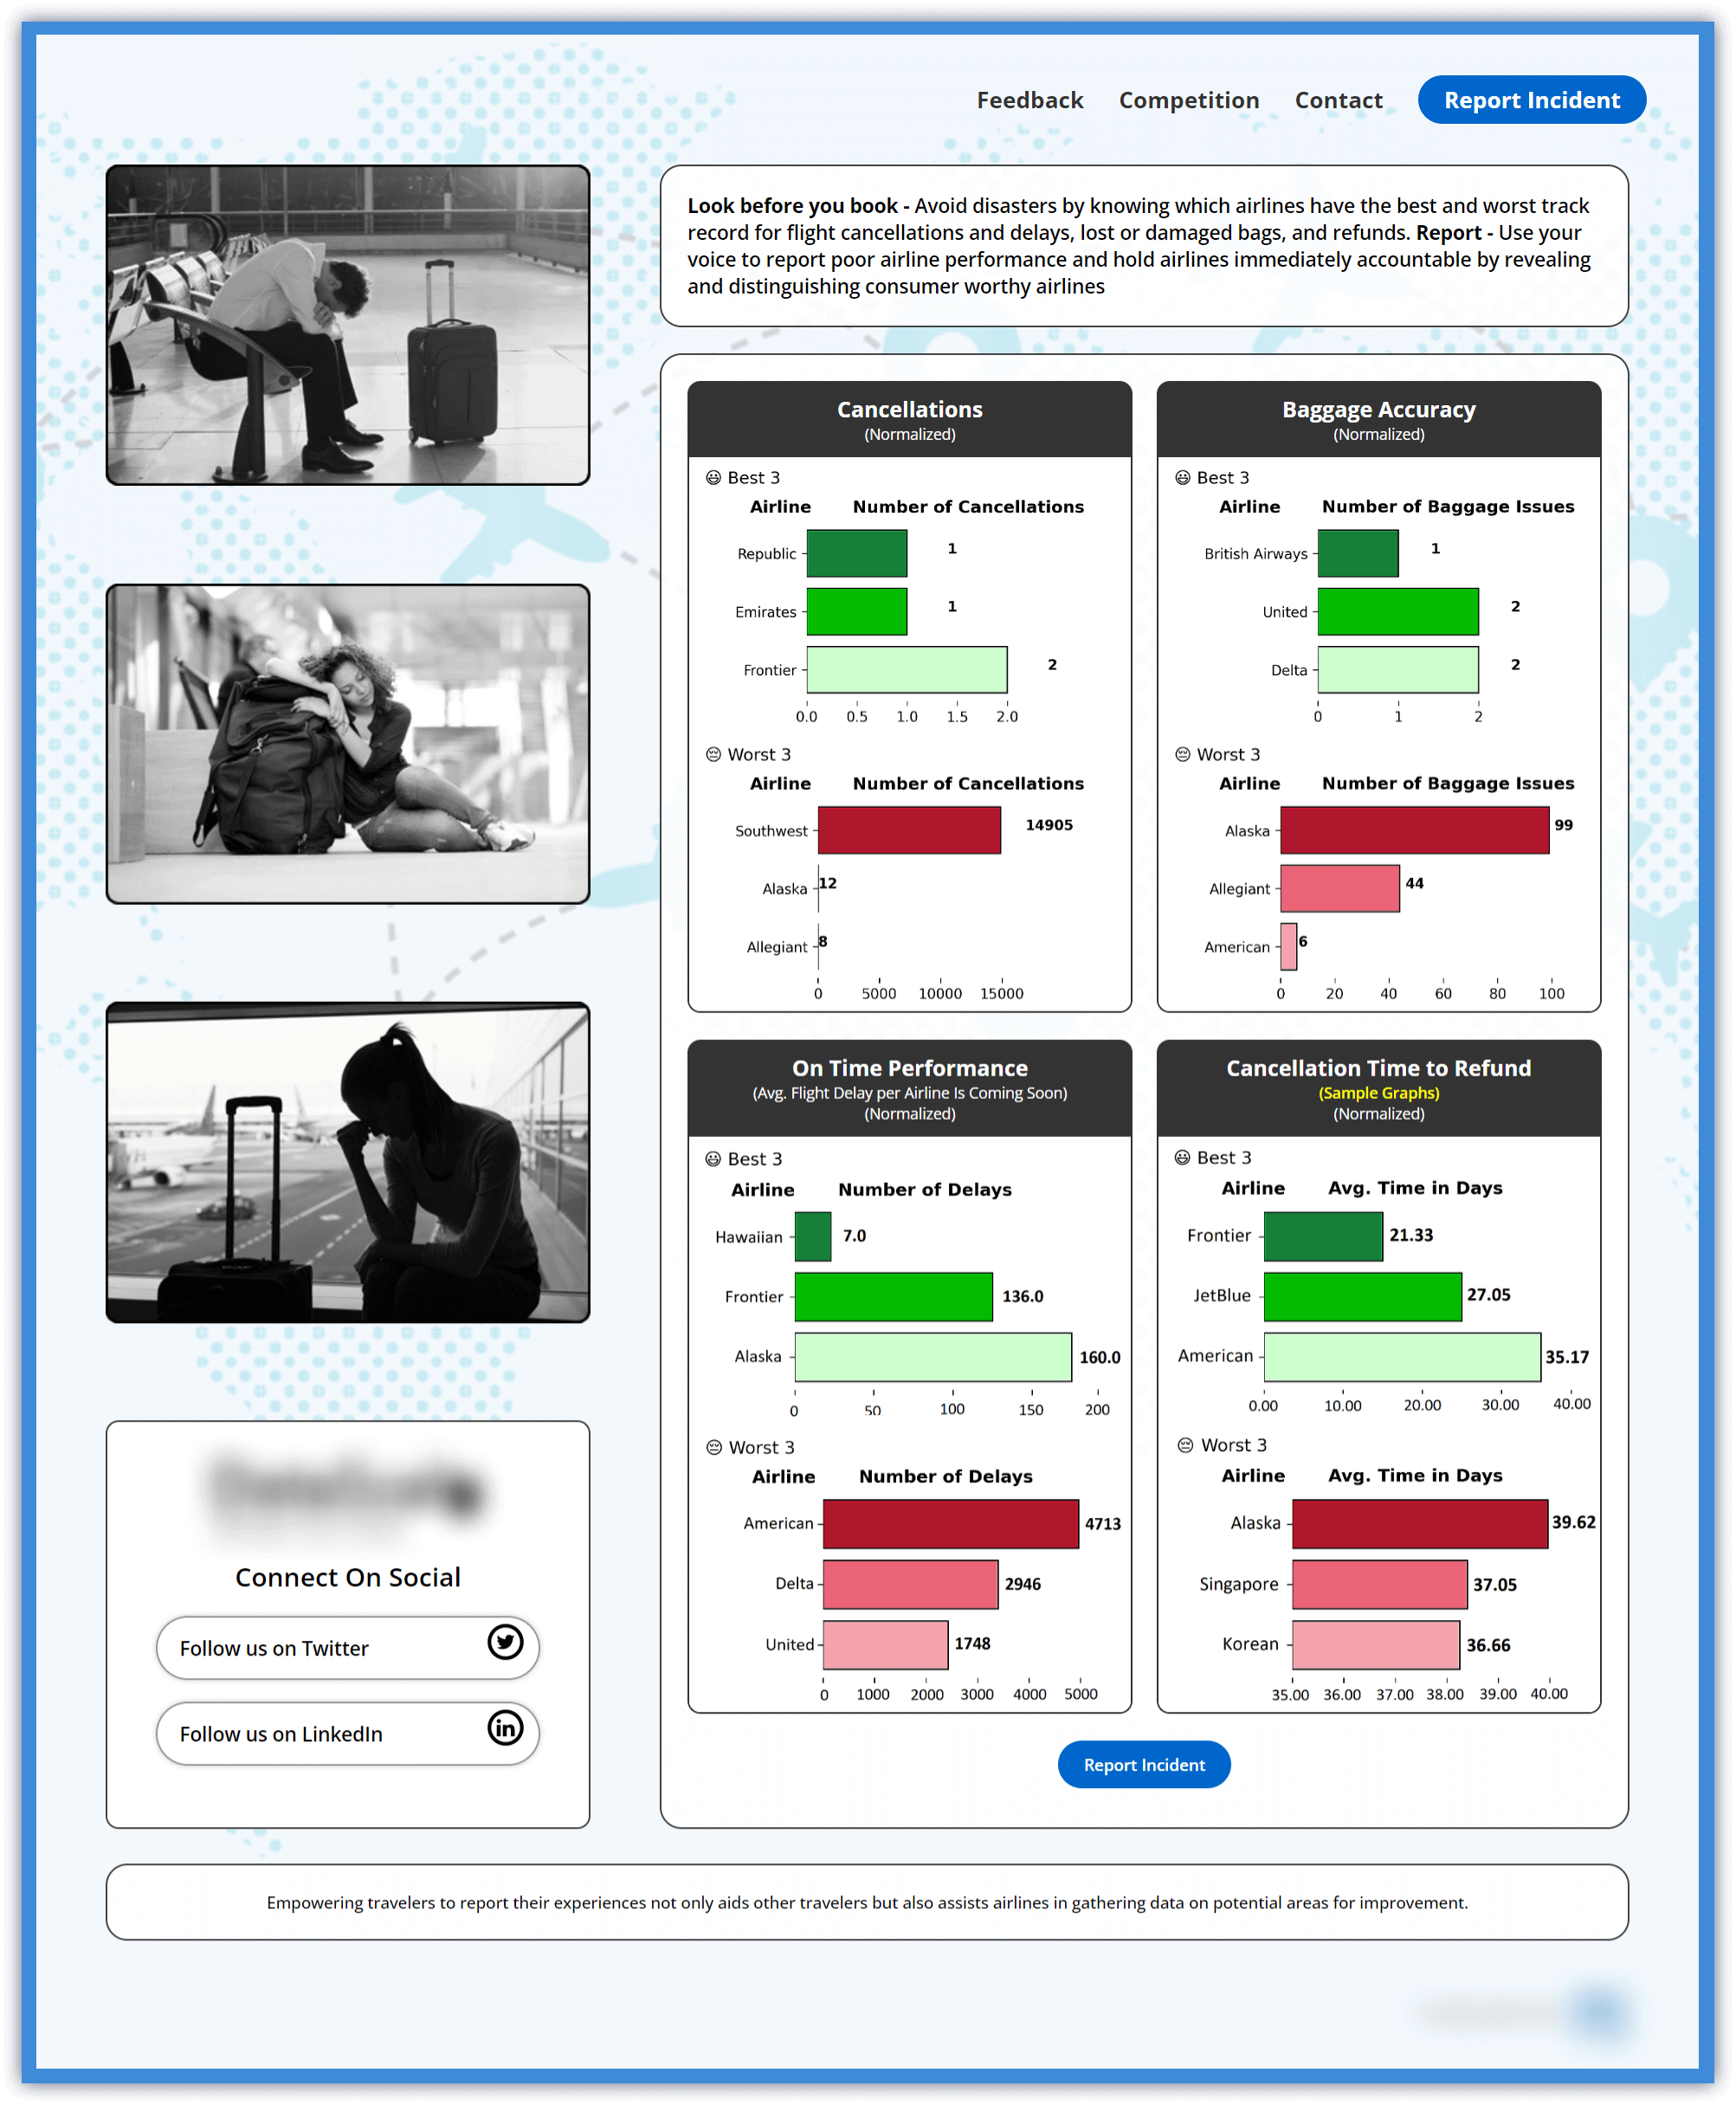 Feedback Competition Contact Report Incident
Look before you book - Avoid disasters by knowing which airlines have the best and worst track
record for flight cancellations and delays, lost or damaged bags, and refunds. Report - Use your
voice to report poor airline performance and hold airlines immediately accountable by revealing
and distinguishing consumer worthy airlines
Cancellations
(Normalized)
😃 Best 3
Airline Number of Cancellations
Republic 1
Emirates 1
Frontier 2
0.0 0.5 1.0 1.5 2.0
😔 Worst 3
Airline Number of Cancellations
Southwest 14905
Alaska 12
Allegiant 8
0 5000 10000 15000
Baggage Accuracy
(Normalized)
😃 Best 3
Airline Number of Baggage Issues
British Airways 1
United 2
Delta 2
0 1 2
😔 Worst 3
Airline Number of Baggage Issues
Alaska 99
Allegiant 44
American 6
0 20 40 60 80 100
On Time Performance
(Avg. Flight Delay per Airline Is Coming Soon)
(Normalized)
😃 Best 3
Airline Number of Delays
Hawaiian 7.0
Frontier 136.0
Alaska 160.0
0 50 100 150 200
😔 Worst 3
Airline Number of Delays
American 4713
Delta 2946
United 1748
0 1000 2000 3000 4000 5000
Cancellation Time to Refund
(Sample Graphs)
(Normalized)
😃 Best 3
Airline Avg. Time in Days
Frontier 21.33
JetBlue 27.05
American 35.17
0.00 10.00 20.00 30.00 40.00
😔 Worst 3
Airline Avg. Time in Days
Alaska 39.62
Singapore 37.05
Korean 36.66
35.00 36.00 37.00 38.00 39.00 40.00
Report Incident
Connect On Social
Follow us on Twitter
Follow us on LinkedIn
in
Empowering travelers to report their experiences not only aids other travelers but also assists airlines in gathering data on potential areas for improvement.